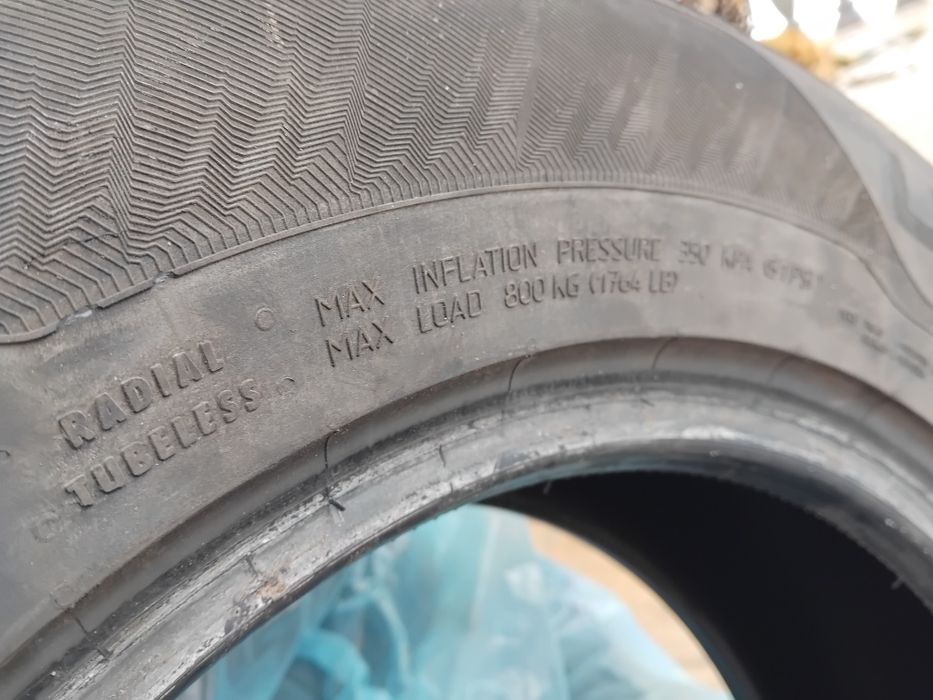 RADIAL
TUBELESS
MAX INFLATION PRESSURE 350 KPA (51PSI
MAX LOAD 800 KG (1764 LB)